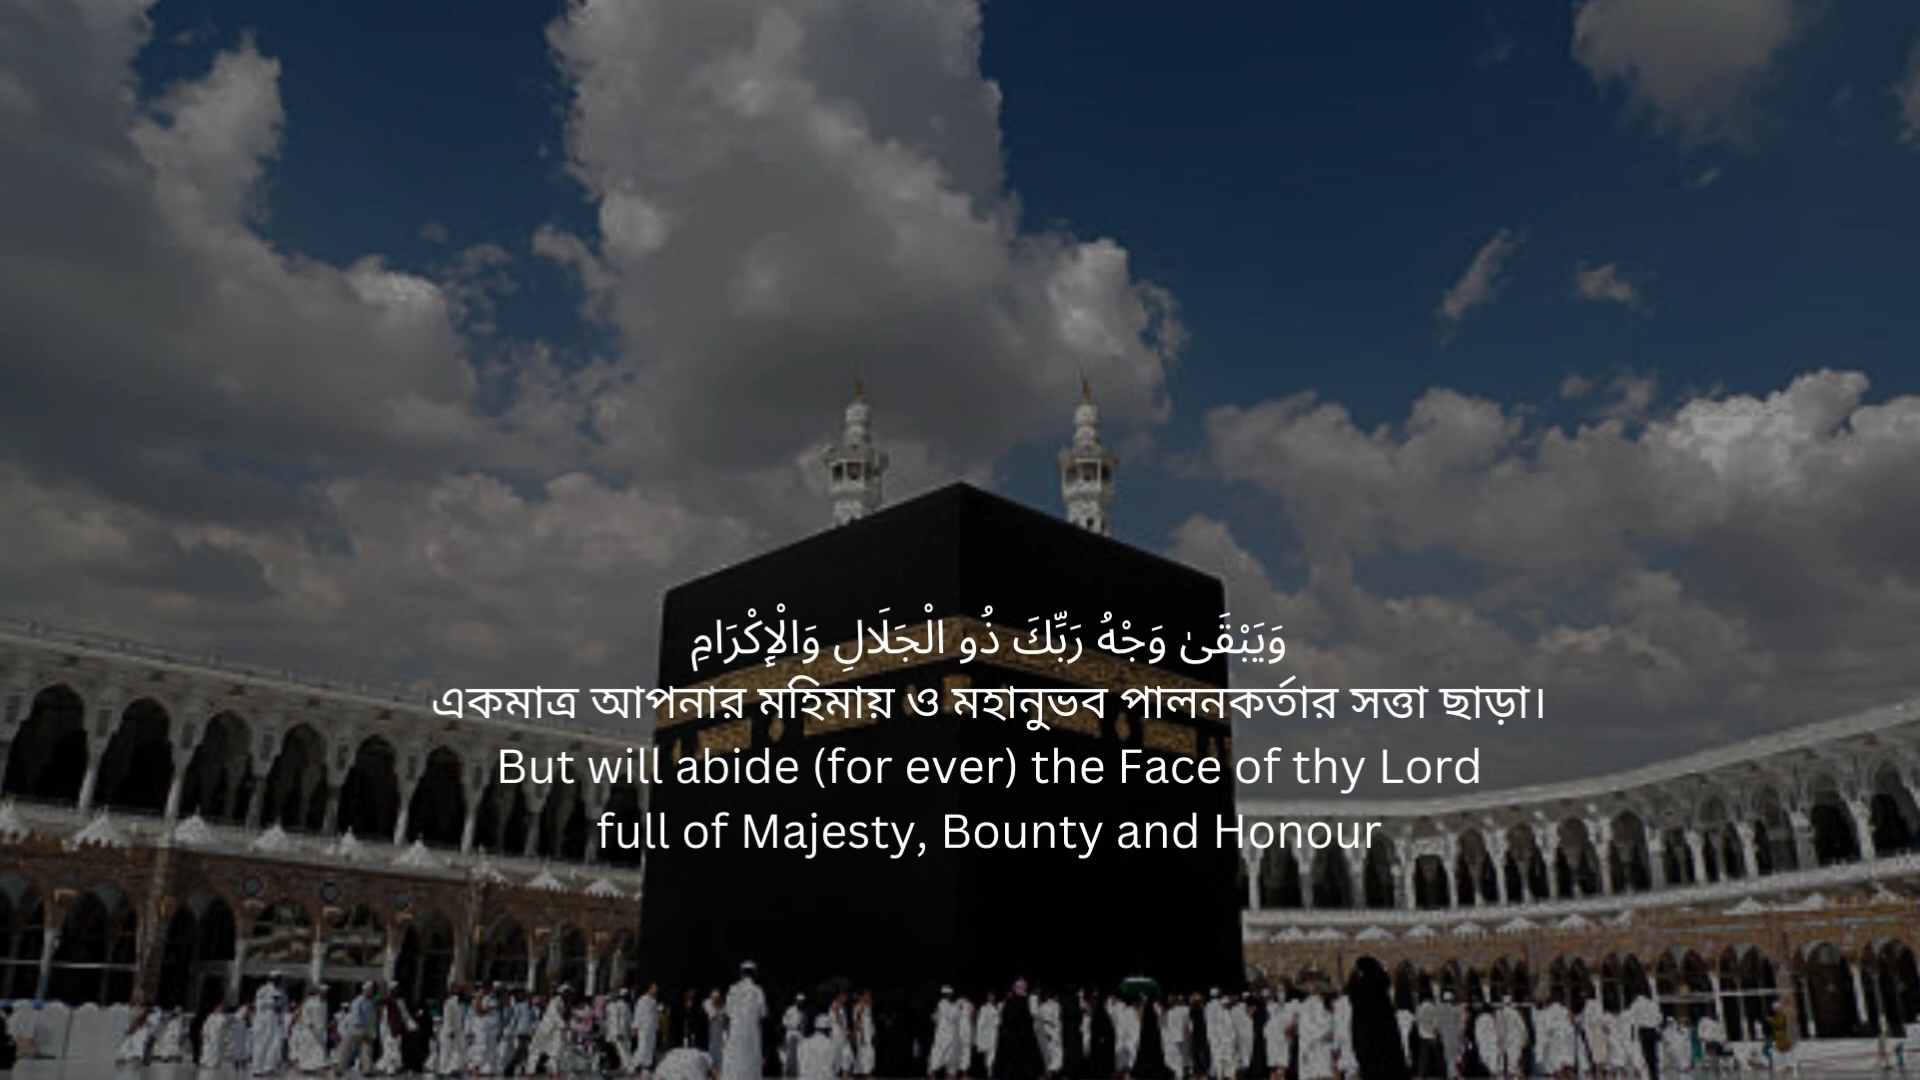 وَيَبْقَىٰ وَجْهُ رَبِّكَ ذُو الْجَلَالِ وَالْإِكْرَامِ
একমাত্র আপনার মহিমায় ও মহানুভব পালনকর্তার সত্তা ছাড়া।
But will abide (for ever) the Face of thy Lord
full of Majesty, Bounty and Honour